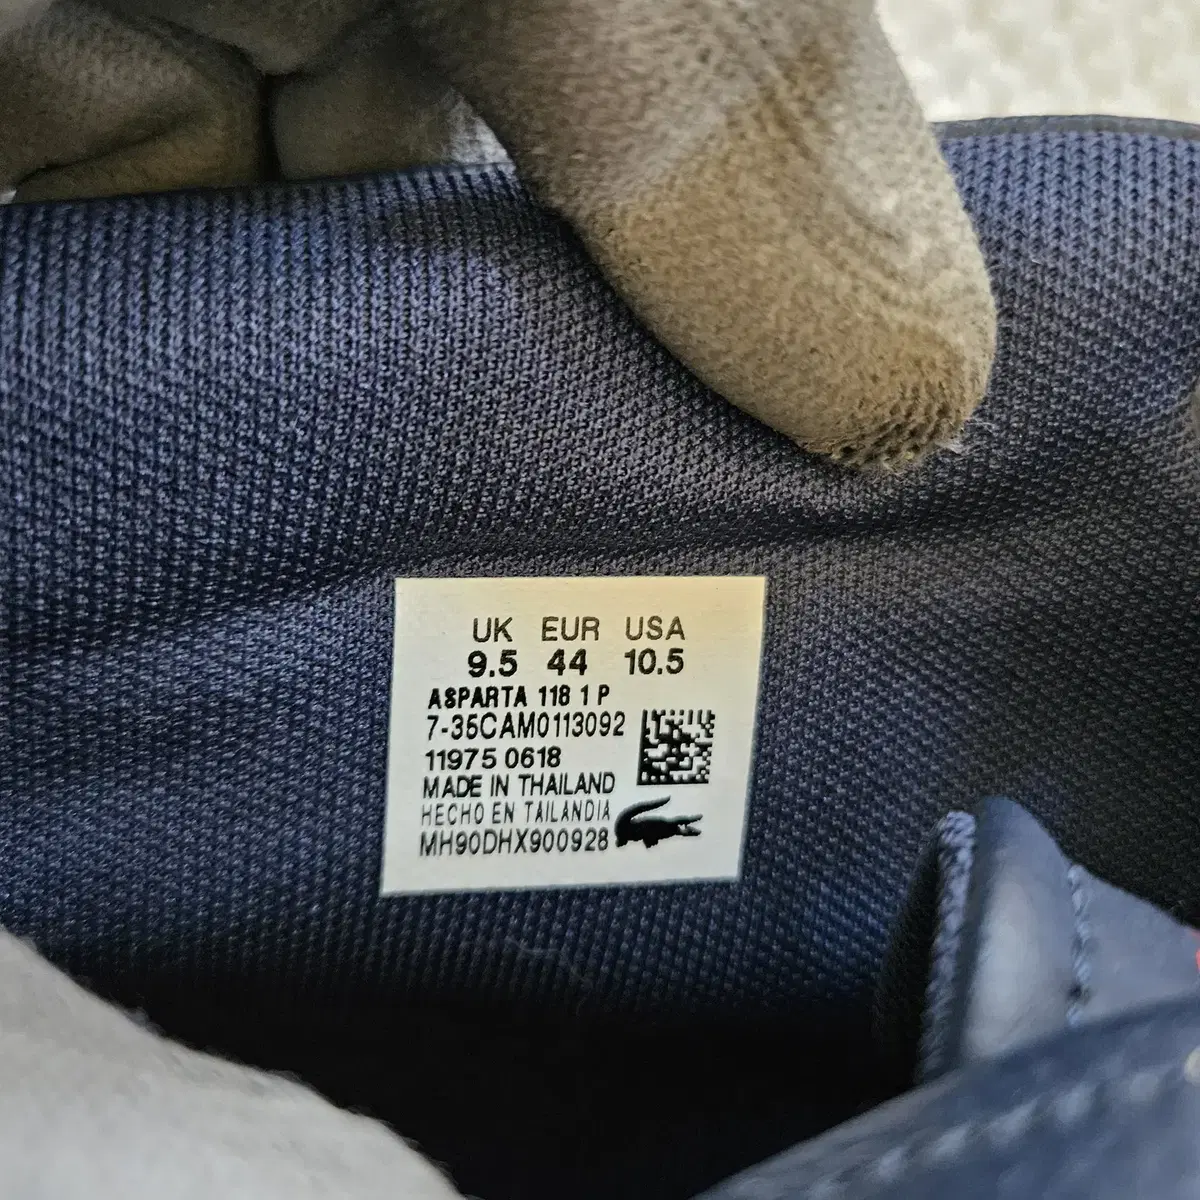 UK EUR USA
9.5 44 10.5
ASPARTA 118 1 P
7-35CAM0113092
11975 0618
MADE IN THAILAND
HECHO EN TAILANDIA
MH90DHX900928